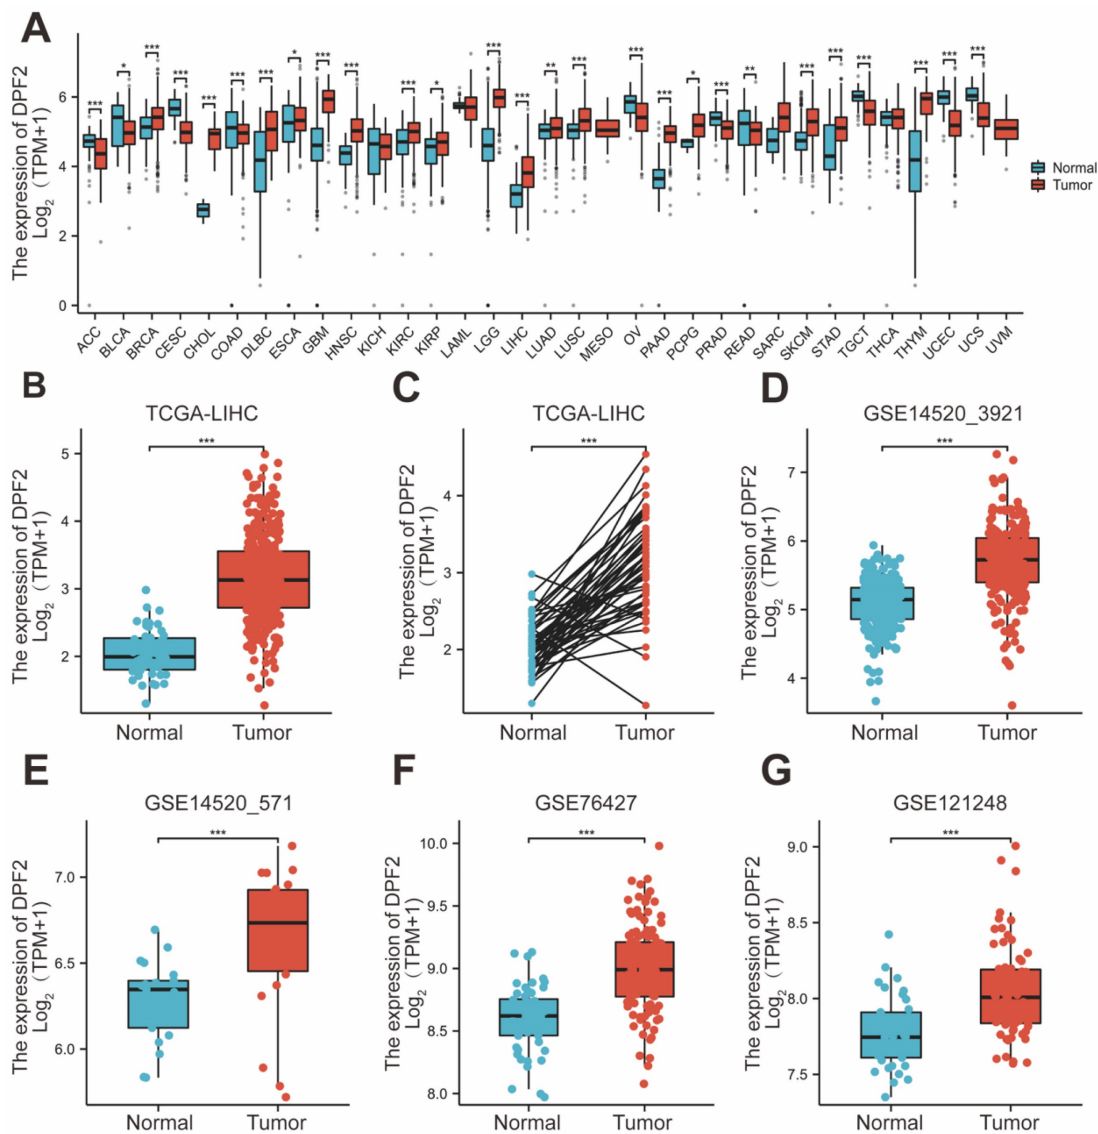 A
The expression of DPF2
Log2 (TPM+1)
6
4
2
0
*** * *** *** *** *** *** * *** *** *** * *** *** ** *** *** *** * *** ** *** *** *** *** *** ***
Normal
Tumor
ACC BLCA BRCA CESC CHOL COAD DLBC ESCA GBM HNSC KICH KIRC KIRP LAML LGG LIHC LUAD LUSC MESO OV PAAD PCPG PRAD READ SARC SKCM STAD TGCT THCA THYM UCEC UCS UVM
B
TCGA-LIHC
***
The expression of DPF2
Log2 (TPM+1)
5
4
3
2
Normal Tumor
C
TCGA-LIHC
***
The expression of DPF2
Log2 (TPM+1)
4
3
2
Normal Tumor
D
GSE14520_3921
***
The expression of DPF2
Log2 (TPM+1)
7
6
5
4
Normal Tumor
E
GSE14520_571
***
The expression of DPF2
Log2 (TPM+1)
7.0
6.5
6.0
Normal Tumor
F
GSE76427
***
The expression of DPF2
Log2 (TPM+1)
10.0
9.5
9.0
8.5
8.0
Normal Tumor
G
GSE121248
***
The expression of DPF2
Log2 (TPM+1)
9.0
8.5
8.0
7.5
Normal Tumor